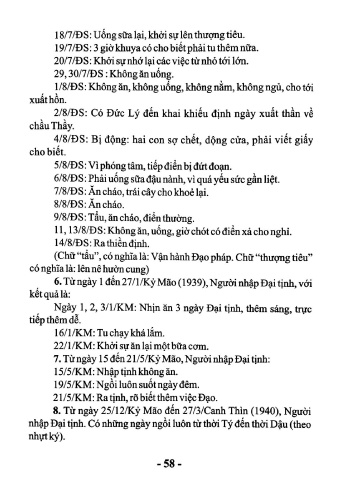 18/7/ĐS: Uống sữa lại, khởi sự lên thượng tiêu.
19/7/ĐS: 3 giờ khuya có cho biết phải tu thêm nữa.
20/7/ĐS: Khởi sự nhớ lại các việc từ nhỏ tới lớn.
29, 30/7/ĐS : Không ăn uống.
1/8/ĐS: Không ăn, không uống, không nằm, không ngủ, cho tới
xuất hồn.
2/8/ĐS: Có Đức Lý đến khai khiếu định ngày xuất thần về
chầu Thầy.
4/8/ĐS: Bị động: hai con sợ chết, dộng cửa, phải viết giấy
cho biết.
5/8/ĐS: Vì phóng tâm, tiếp điển bị đứt đoạn.
6/8/ĐS: Phải uống sữa đậu nành, vì quá yếu sức gần liệt.
7/8/ĐS: Ăn cháo, trái cây cho khoẻ lại.
8/8/ĐS: Ăn cháo.
9/8/ĐS: Tẩu, ăn cháo, điển thường.
11, 13/8/ĐS: Không ăn, uống, giờ chót có điển xả cho nghỉ.
14/8/ĐS: Ra thiền định.
(Chữ “tẩu”, có nghĩa là: Vận hành Đạo pháp. Chữ “thượng tiêu”
có nghĩa là: lên nê hườn cung)
6. Từ ngày 1 đến 27/1/Kỷ Mão (1939), Người nhập Đại tịnh, với
kết quả là:
Ngày 1, 2, 3/1/KM: Nhịn ăn 3 ngày Đại tịnh, thêm sáng, trực
tiếp thêm dễ.
16/1/KM: Tu chạy khá lắm.
22/1/KM: Khởi sự ăn lại một bữa cơm.
7. Từ ngày 15 đến 21/5/Kỷ Mão, Người nhập Đại tịnh:
15/5/KM: Nhập tịnh không ăn.
19/5/KM: Ngồi luôn suốt ngày đêm.
21/5/KM: Ra tịnh, rõ biết thêm việc Đạo.
8. Từ ngày 25/12/Kỷ Mão đến 27/3/Canh Thìn (1940), Người
nhập Đại tịnh. Có những ngày ngồi luôn từ thời Tý đến thời Dậu (theo
nhựt ký).
- 58 -